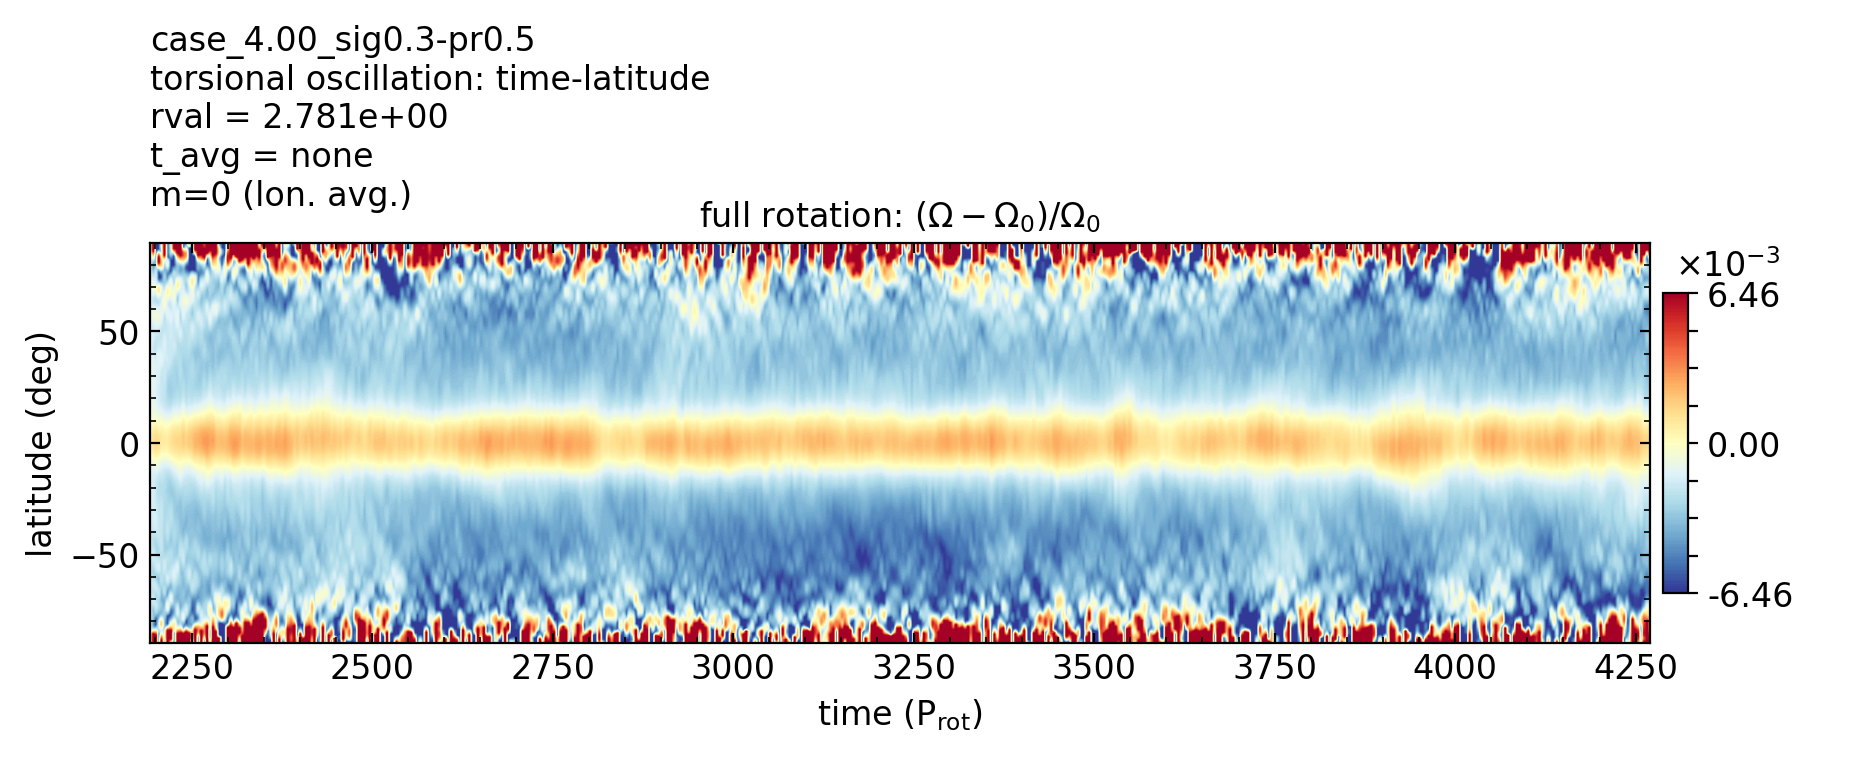 case_4.00_sig0.3-pr0.5
torsional oscillation: time-latitude
rval = 2.781e+00
t_avg = none
m=0 (lon. avg.)
full rotation: (Ω − Ω₀)/Ω₀
×10⁻³
6.46
0.00
-6.46
latitude (deg)
50
0
−50
2250 2500 2750 3000 3250 3500 3750 4000 4250
time (P_rot)